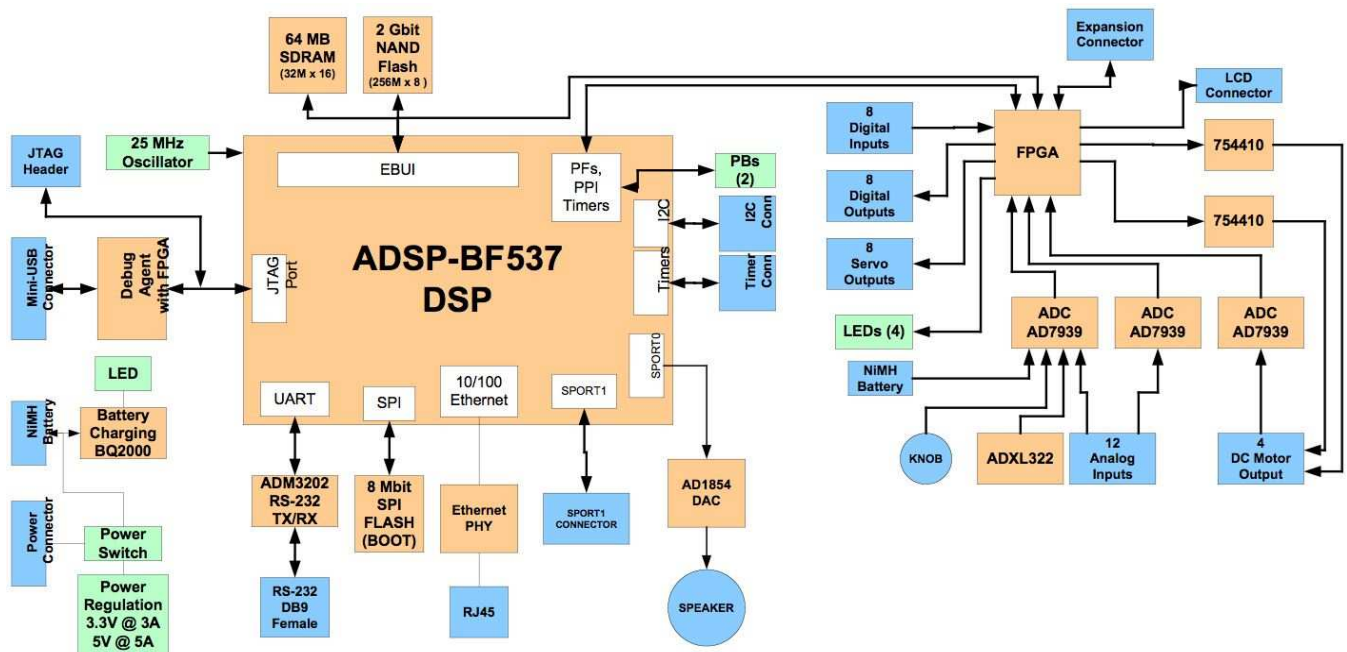 64 MB
SDRAM
(32M x 16)
2 Gbit
NAND
Flash
(256M x 8 )
Expansion
Connector
LCD
Connector
8
Digital
Inputs
FPGA
754410
25 MHz
Oscillator
JTAG
Header
EBUI
PFs,
PPI
Timers
PBs
(2)
8
Digital
Outputs
754410
I2C
I2C
Conn
Mini-USB
Connector
Debug
Agent
with FPGA
JTAG
Port
ADSP-BF537
DSP
Timers
Timer
Conn
8
Servo
Outputs
LEDs (4)
ADC
AD7939
ADC
AD7939
ADC
AD7939
LED
SPORT0
NiMH
Battery
NiMH
Battery
Battery
Charging
BQ2000
UART
SPI
10/100
Ethernet
SPORT1
KNOB
ADXL322
12
Analog
Inputs
4
DC Motor
Output
ADM3202
RS-232
TX/RX
8 Mbit
SPI
FLASH
(BOOT)
Ethernet
PHY
SPORT1
CONNECTOR
AD1854
DAC
Power
Connector
Power
Switch
Power
Regulation
3.3V @ 3A
5V @ 5A
RS-232
DB9
Female
RJ45
SPEAKER